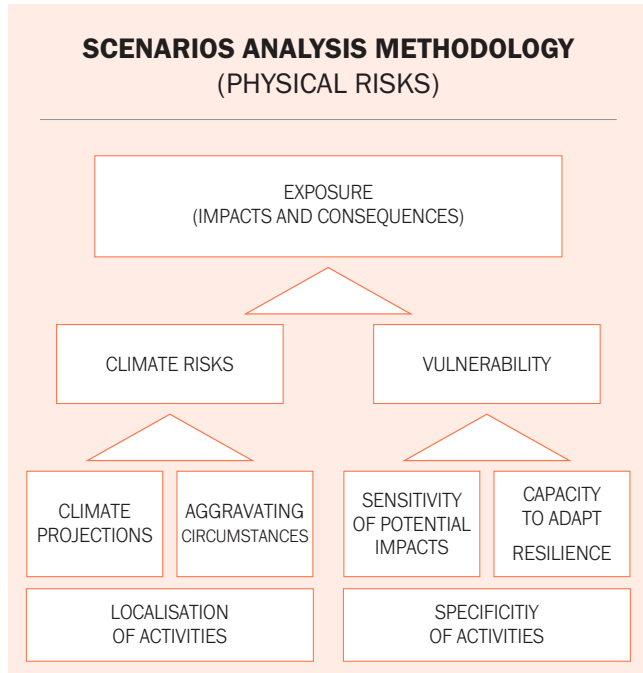 SCENARIOS ANALYSIS METHODOLOGY
(PHYSICAL RISKS)
EXPOSURE
(IMPACTS AND CONSEQUENCES)
CLIMATE RISKS
VULNERABILITY
CLIMATE
PROJECTIONS
AGGRAVATING
CIRCUMSTANCES
SENSITIVITY
OF POTENTIAL
IMPACTS
CAPACITY
TO ADAPT
RESILIENCE
LOCALISATION
OF ACTIVITIES
SPECIFICITIY
OF ACTIVITIES